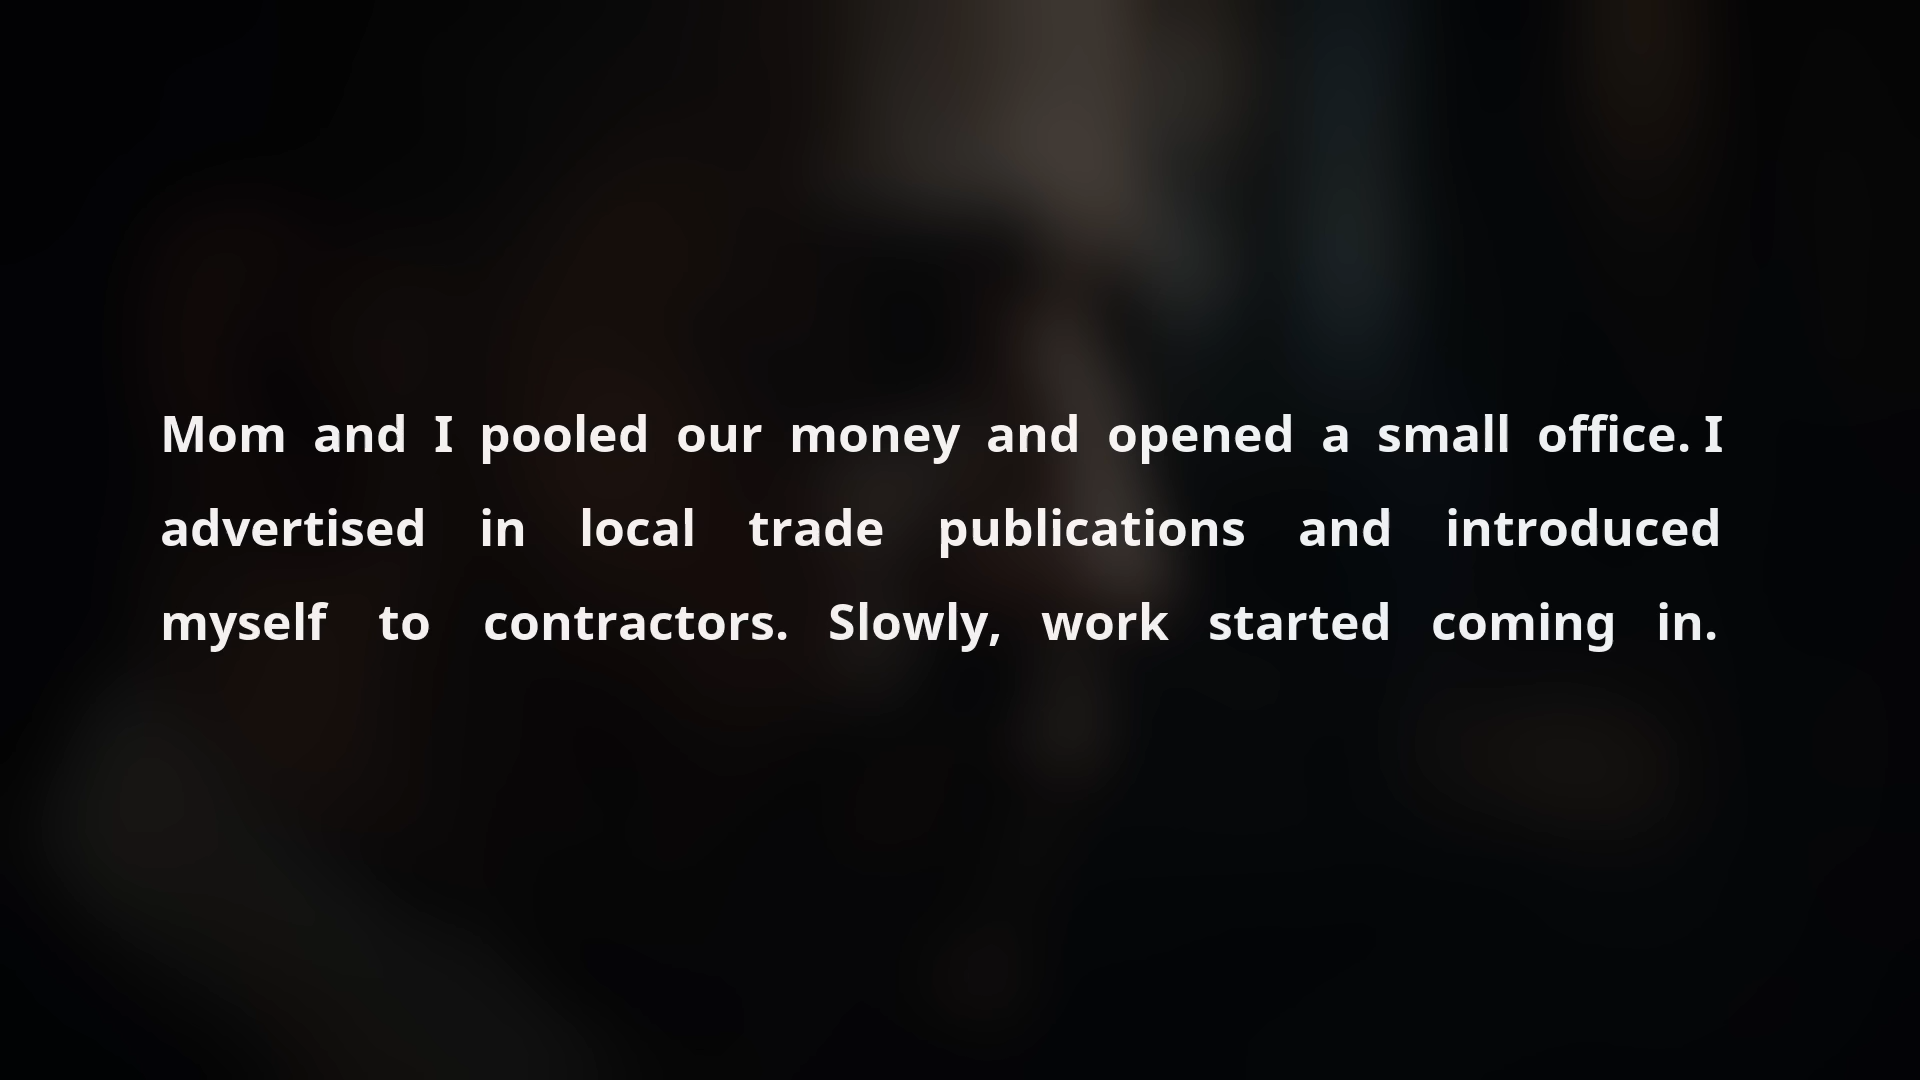 Mom and I pooled our money and opened a small office. I
advertised in local trade publications and introduced
myself to contractors. Slowly, work started coming in.